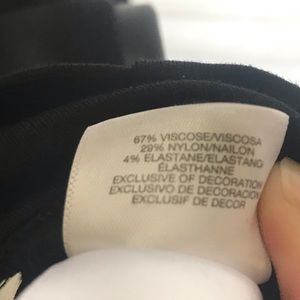 67% VISCOSE/VISCOSA
29% NYLON/NAILON
4% ELASTANE/ELASTANO
ÉLASTHANNE
EXCLUSIVE OF DECORATION
EXCLUSIVO DE DECORACION
EXCLUSIF DE DECOR